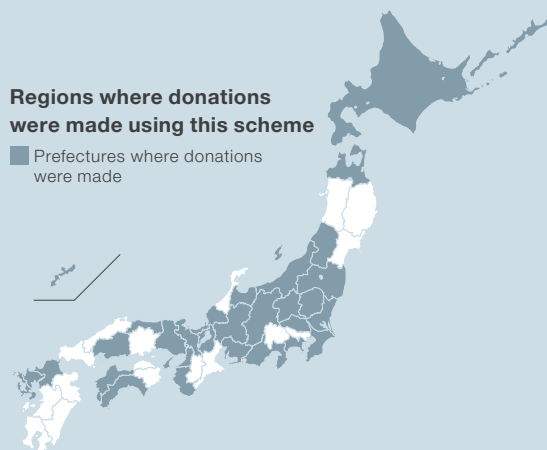 Regions where donations
were made using this scheme
Prefectures where donations
were made